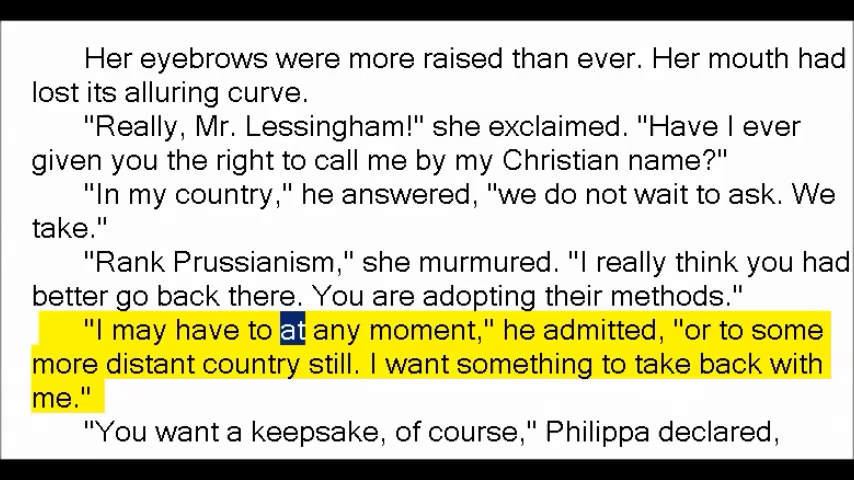 Her eyebrows were more raised than ever. Her mouth had
lost its alluring curve.
"Really, Mr. Lessingham!" she exclaimed. "Have I ever
given you the right to call me by my Christian name?"
"In my country," he answered, "we do not wait to ask. We
take."
"Rank Prussianism," she murmured. "I really think you had
better go back there. You are adopting their methods."
"I may have to at any moment," he admitted, "or to some
more distant country still. I want something to take back with
me."
"You want a keepsake, of course," Philippa declared,